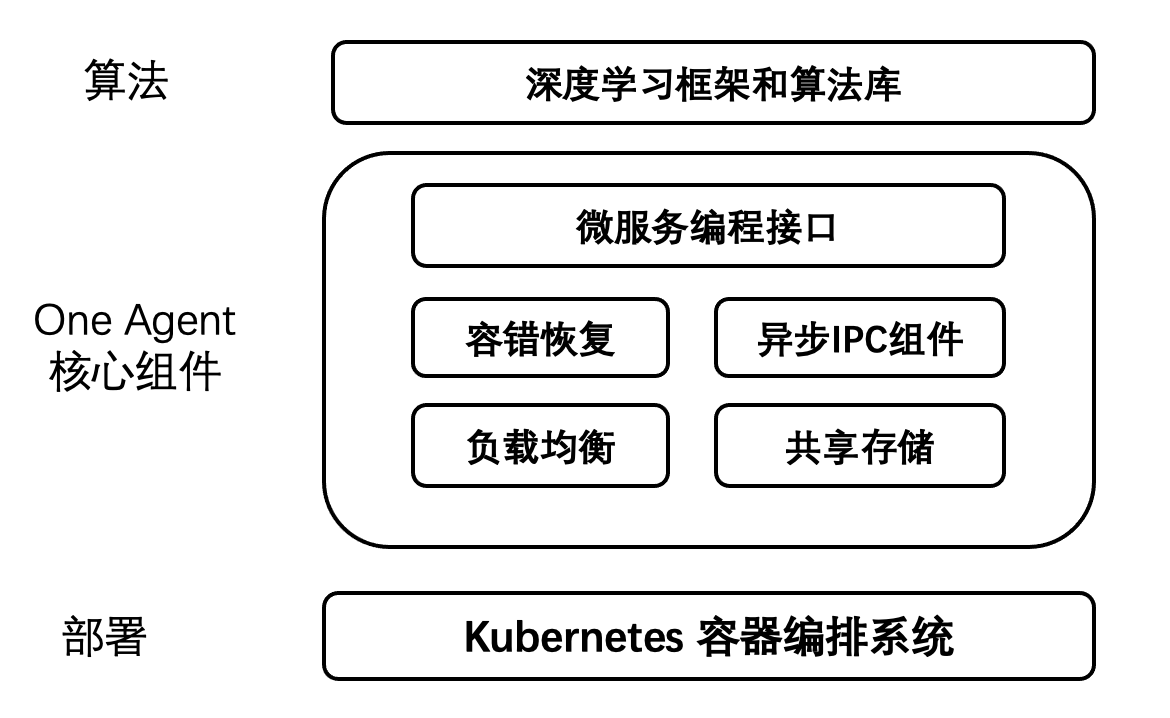 算法
深度学习框架和算法库
微服务编程接口
One Agent
核心组件
容错恢复
异步IPC组件
负载均衡
共享存储
部署
Kubernetes 容器编排系统